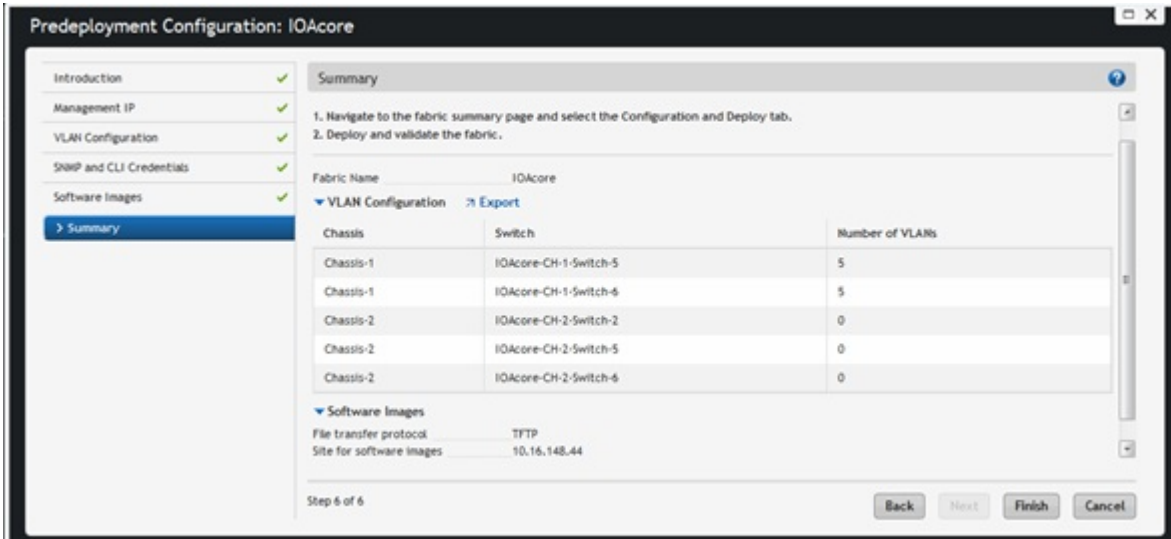 Predeployment Configuration: IOAcore
Introduction
Management IP
VLAN Configuration
SNMP and CLI Credentials
Software Images
> Summary
Summary
?
1. Navigate to the fabric summary page and select the Configuration and Deploy tab.
2. Deploy and validate the fabric.
Fabric Name IOAcore
VLAN Configuration Export
Chassis Switch Number of VLANs
Chassis-1 IOAcore-CH-1-Switch-5 5
Chassis-1 IOAcore-CH-1-Switch-6 5
Chassis-2 IOAcore-CH-2-Switch-2 0
Chassis-2 IOAcore-CH-2-Switch-5 0
Chassis-2 IOAcore-CH-2-Switch-6 0
Software Images
File transfer protocol TFTP
Site for software images 10.16.148.44
Step 6 of 6
Back Next Finish Cancel